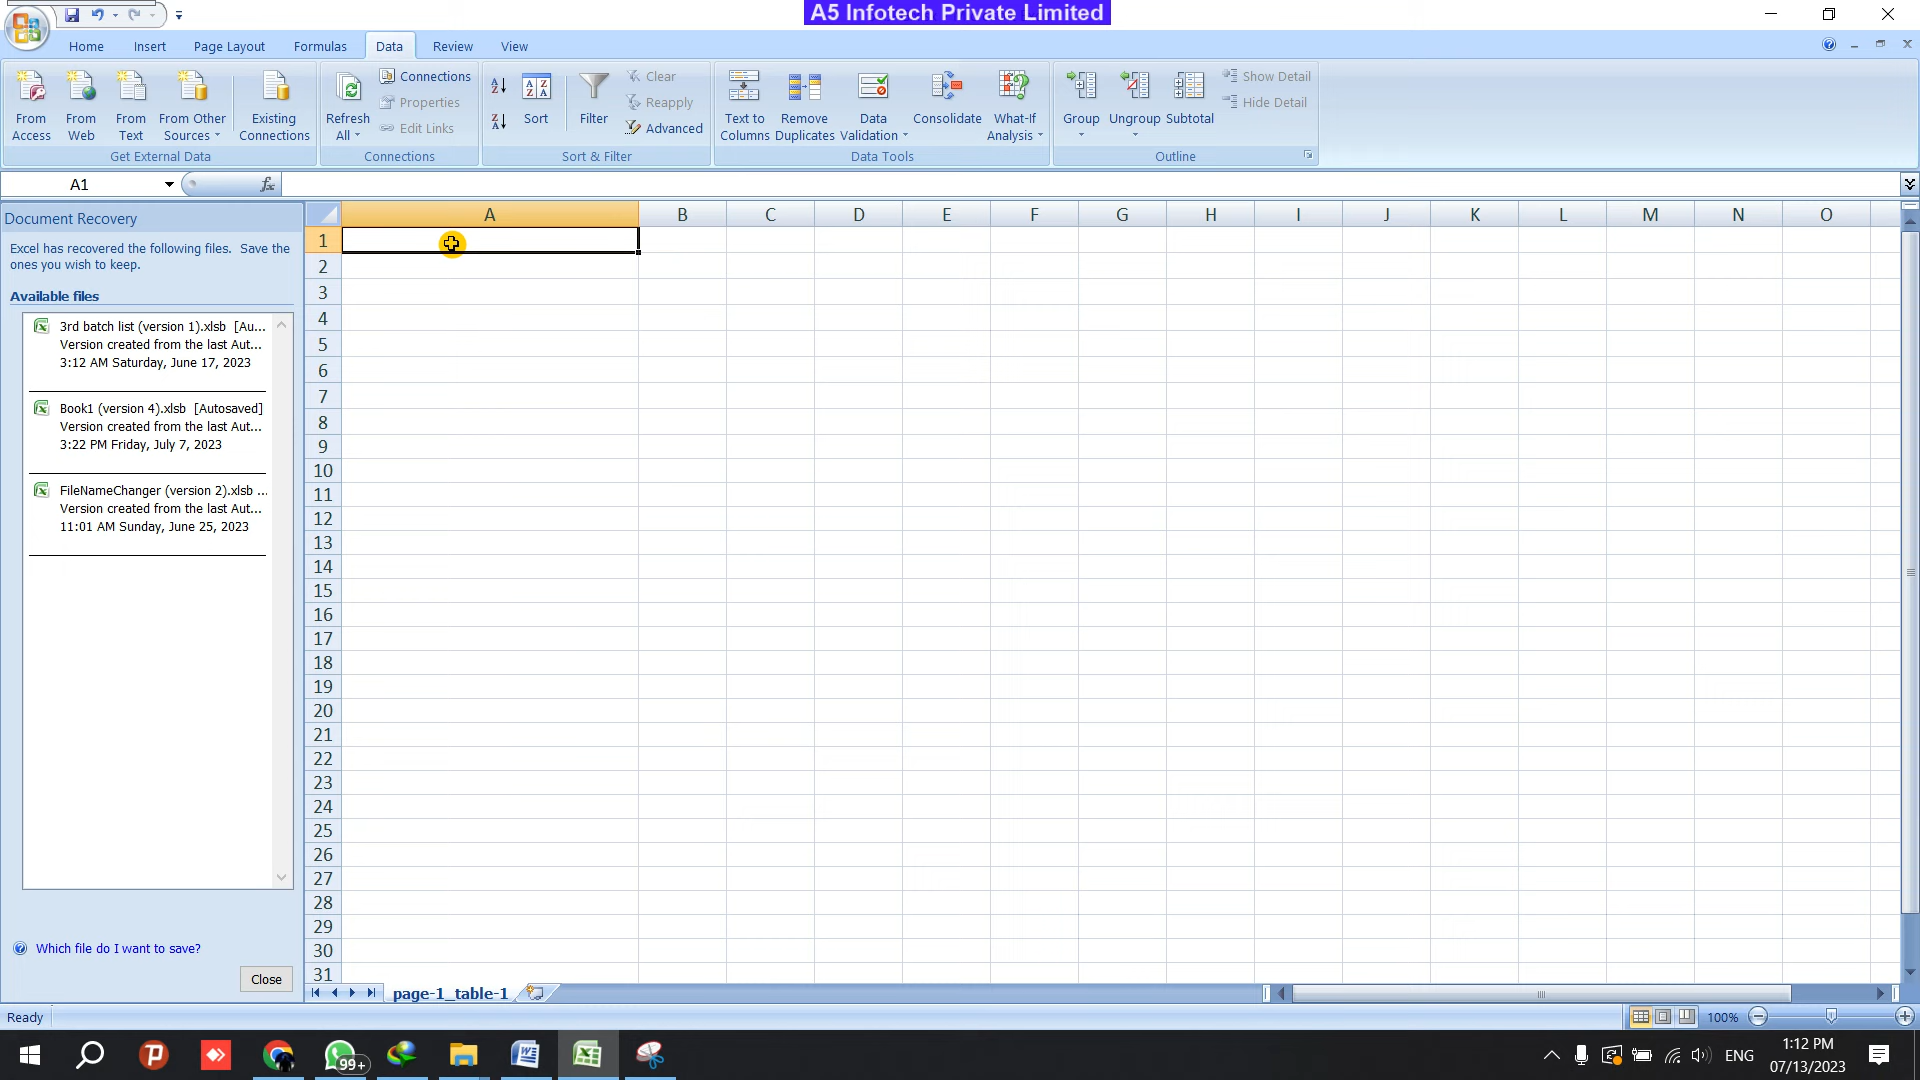 A5 Infotech Private Limited
Home Insert Page Layout Formulas Data Review View
From Access
From Web
From Text
From Other Sources
Existing Connections
Get External Data
Refresh All
Connections
Properties
Edit Links
Connections
A Z
Z A
Sort
Filter
Clear
Reapply
Advanced
Sort & Filter
Text to Columns
Remove Duplicates
Data Validation
Consolidate
What-If Analysis
Data Tools
Group
Ungroup
Subtotal
Show Detail
Hide Detail
Outline
A1 fx
Document Recovery
Excel has recovered the following files. Save the
ones you wish to keep.
Available files
3rd batch list (version 1).xlsb [Au...
Version created from the last Aut...
3:12 AM Saturday, June 17, 2023
Book1 (version 4).xlsb [Autosaved]
Version created from the last Aut...
3:22 PM Friday, July 7, 2023
FileNameChanger (version 2).xlsb ...
Version created from the last Aut...
11:01 AM Sunday, June 25, 2023
Which file do I want to save?
Close
A B C D E F G H I J K L M N O
1
2
3
4
5
6
7
8
9
10
11
12
13
14
15
16
17
18
19
20
21
22
23
24
25
26
27
28
29
30
31
page-1_table-1
Ready
100%
99+
ENG
1:12 PM
07/13/2023